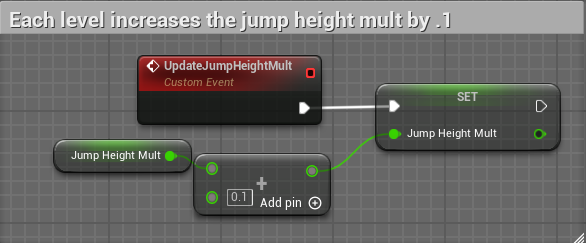 Each level increases the jump height mult by .1
UpdateJumpHeightMult
Custom Event
SET
Jump Height Mult
Jump Height Mult
0.1
Add pin